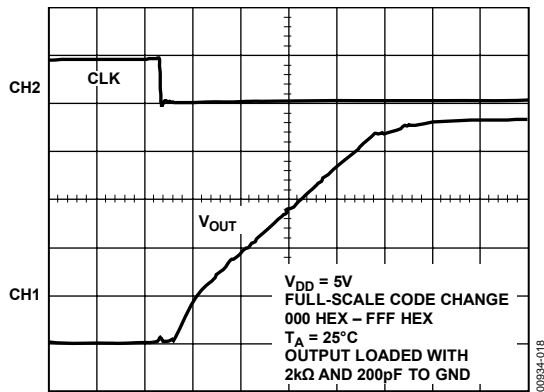 CLK
CH2
VOUT
CH1
VDD = 5V
FULL-SCALE CODE CHANGE
000 HEX – FFF HEX
TA = 25°C
OUTPUT LOADED WITH
2kΩ AND 200pF TO GND
00934-018